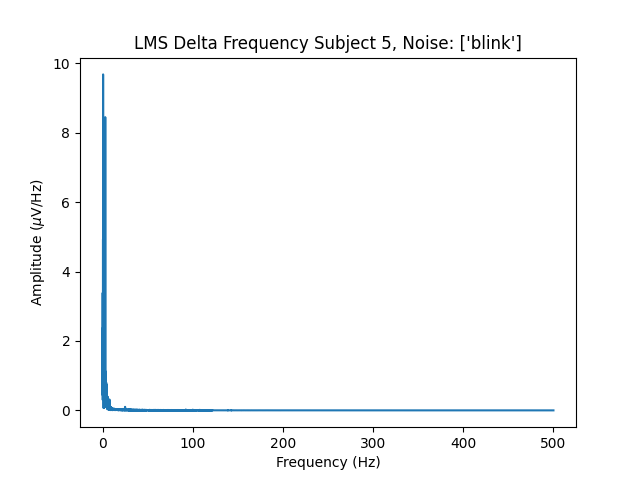 LMS Delta Frequency Subject 5, Noise: ['blink']
10
8
6
4
2
0
Amplitude (μV/Hz)
0 100 200 300 400 500
Frequency (Hz)